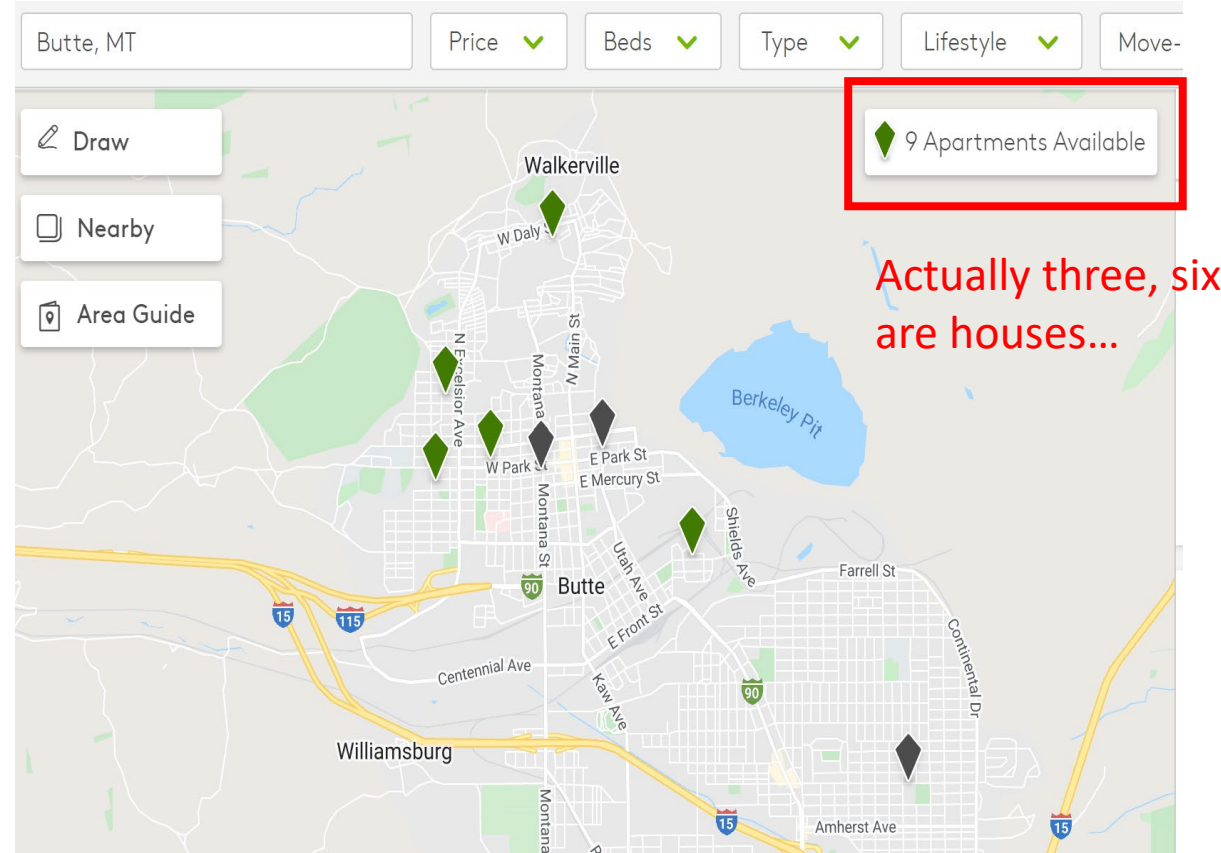 Butte, MT
Price
Beds
Type
Lifestyle
Move-
Draw
9 Apartments Available
Walkerville
Nearby
W Daly
Actually three, six
are houses…
Area Guide
N Main St
N Excelsior Ave
Montana
Berkeley Pit
E Park St
W Park St
E Mercury St
Montana St
Shields Ave
Utah Ave
Farrell St
90
Butte
15
115
E Front St
Continental Dr
Centennial Ave
Kaw Ave
90
Williamsburg
Montana
15
Amherst Ave
15